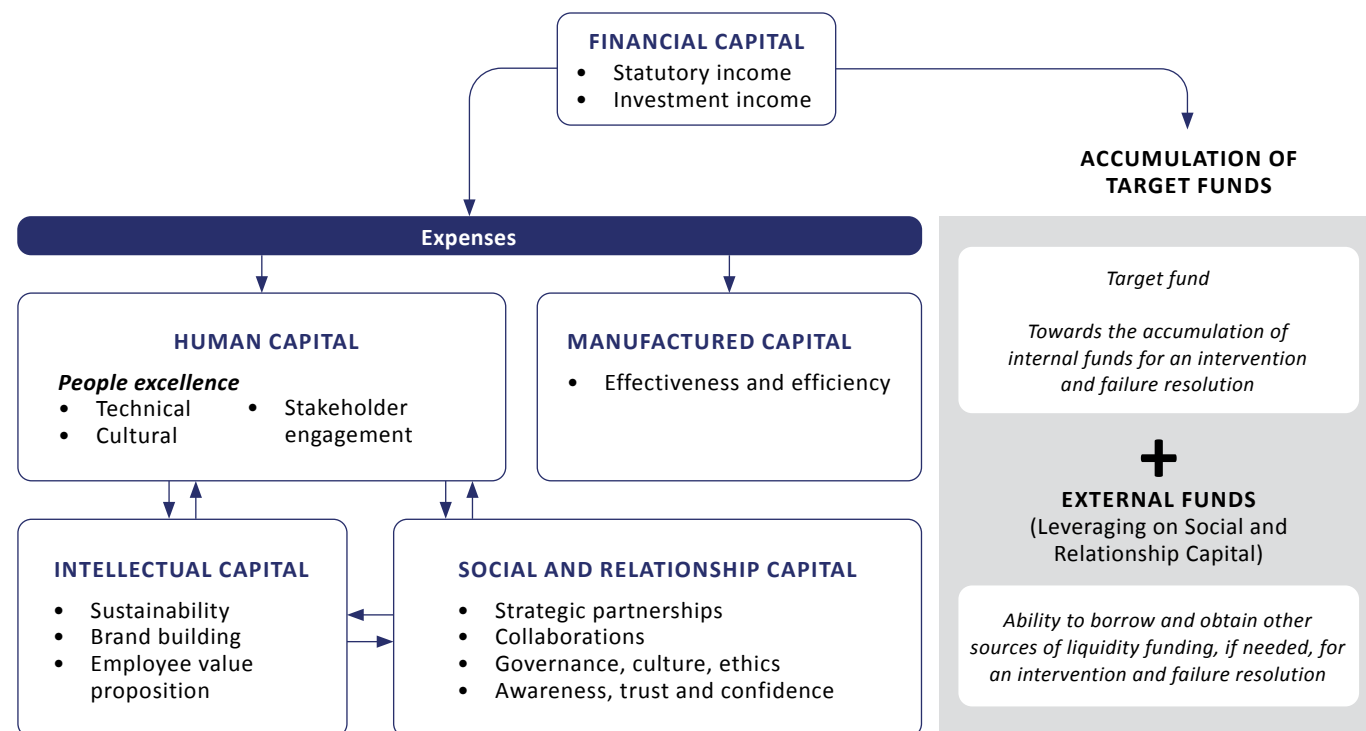 FINANCIAL CAPITAL
• Statutory income
• Investment income
ACCUMULATION OF
TARGET FUNDS
Expenses
HUMAN CAPITAL
People excellence
• Technical
• Cultural
• Stakeholder
engagement
MANUFACTURED CAPITAL
• Effectiveness and efficiency
Target fund
Towards the accumulation of
internal funds for an intervention
and failure resolution
+
EXTERNAL FUNDS
(Leveraging on Social and
Relationship Capital)
INTELLECTUAL CAPITAL
• Sustainability
• Brand building
• Employee value
proposition
SOCIAL AND RELATIONSHIP CAPITAL
• Strategic partnerships
• Collaborations
• Governance, culture, ethics
• Awareness, trust and confidence
Ability to borrow and obtain other
sources of liquidity funding, if needed, for
an intervention and failure resolution